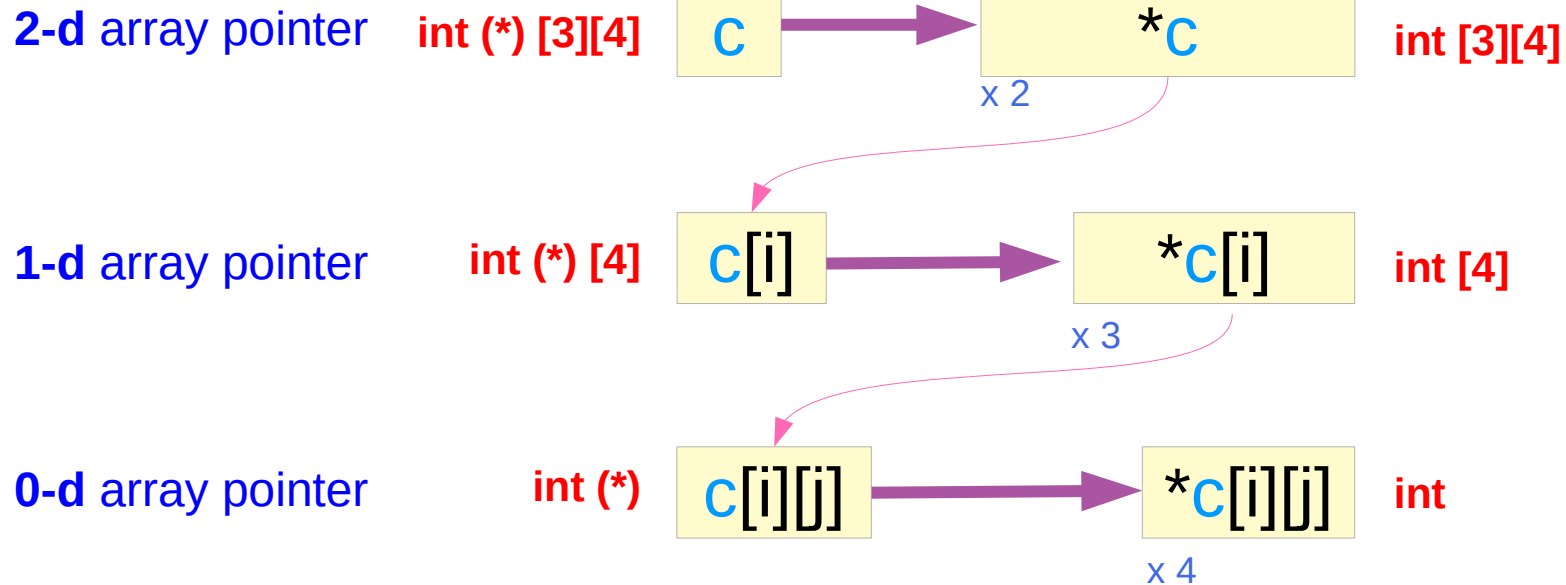 2-d array pointer int (*) [3][4] c *c int [3][4]
x 2
1-d array pointer int (*) [4] c[i] *c[i] int [4]
x 3
0-d array pointer int (*) c[i][j] *c[i][j] int
x 4